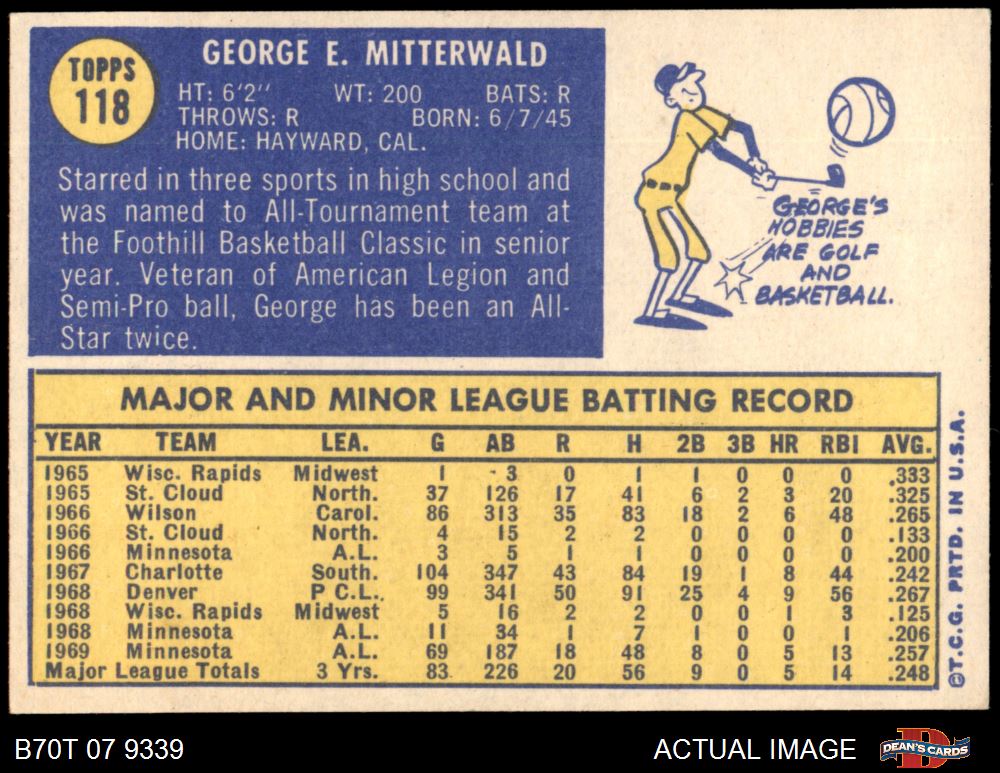 TOPPS
118
GEORGE E. MITTERWALD
HT: 6'2" WT: 200 BATS: R
THROWS: R BORN: 6/7/45
HOME: HAYWARD, CAL.
Starred in three sports in high school and
was named to All-Tournament team at
the Foothill Basketball Classic in senior
year. Veteran of American Legion and
Semi-Pro ball, George has been an All-
Star twice.
GEORGE'S
HOBBIES
ARE GOLF
AND
BASKETBALL.
MAJOR AND MINOR LEAGUE BATTING RECORD
YEAR TEAM LEA. G AB R H 2B 3B HR RBI AVG.
1965 Wisc. Rapids Midwest 1 3 0 1 1 0 0 0 .333
1965 St. Cloud North. 37 126 17 41 6 2 3 20 .325
1966 Wilson Carol. 86 313 35 83 18 2 6 48 .265
1966 St. Cloud North. 4 15 2 2 0 0 0 0 .133
1966 Minnesota A.L. 3 5 1 1 0 0 0 0 .200
1967 Charlotte South. 104 347 43 84 19 1 8 44 .242
1968 Denver P C.L. 99 341 50 91 25 4 9 56 .267
1968 Wisc. Rapids Midwest 5 16 2 2 0 0 1 3 .125
1968 Minnesota A.L. 11 34 1 7 1 0 0 1 .206
1969 Minnesota A.L. 69 187 18 48 8 0 5 13 .257
Major League Totals 3 Yrs. 83 226 20 56 9 0 5 14 .248
©T.C.G. PRTD. IN U.S.A.
B70T 07 9339 ACTUAL IMAGE
D
DEAN'S CARDS